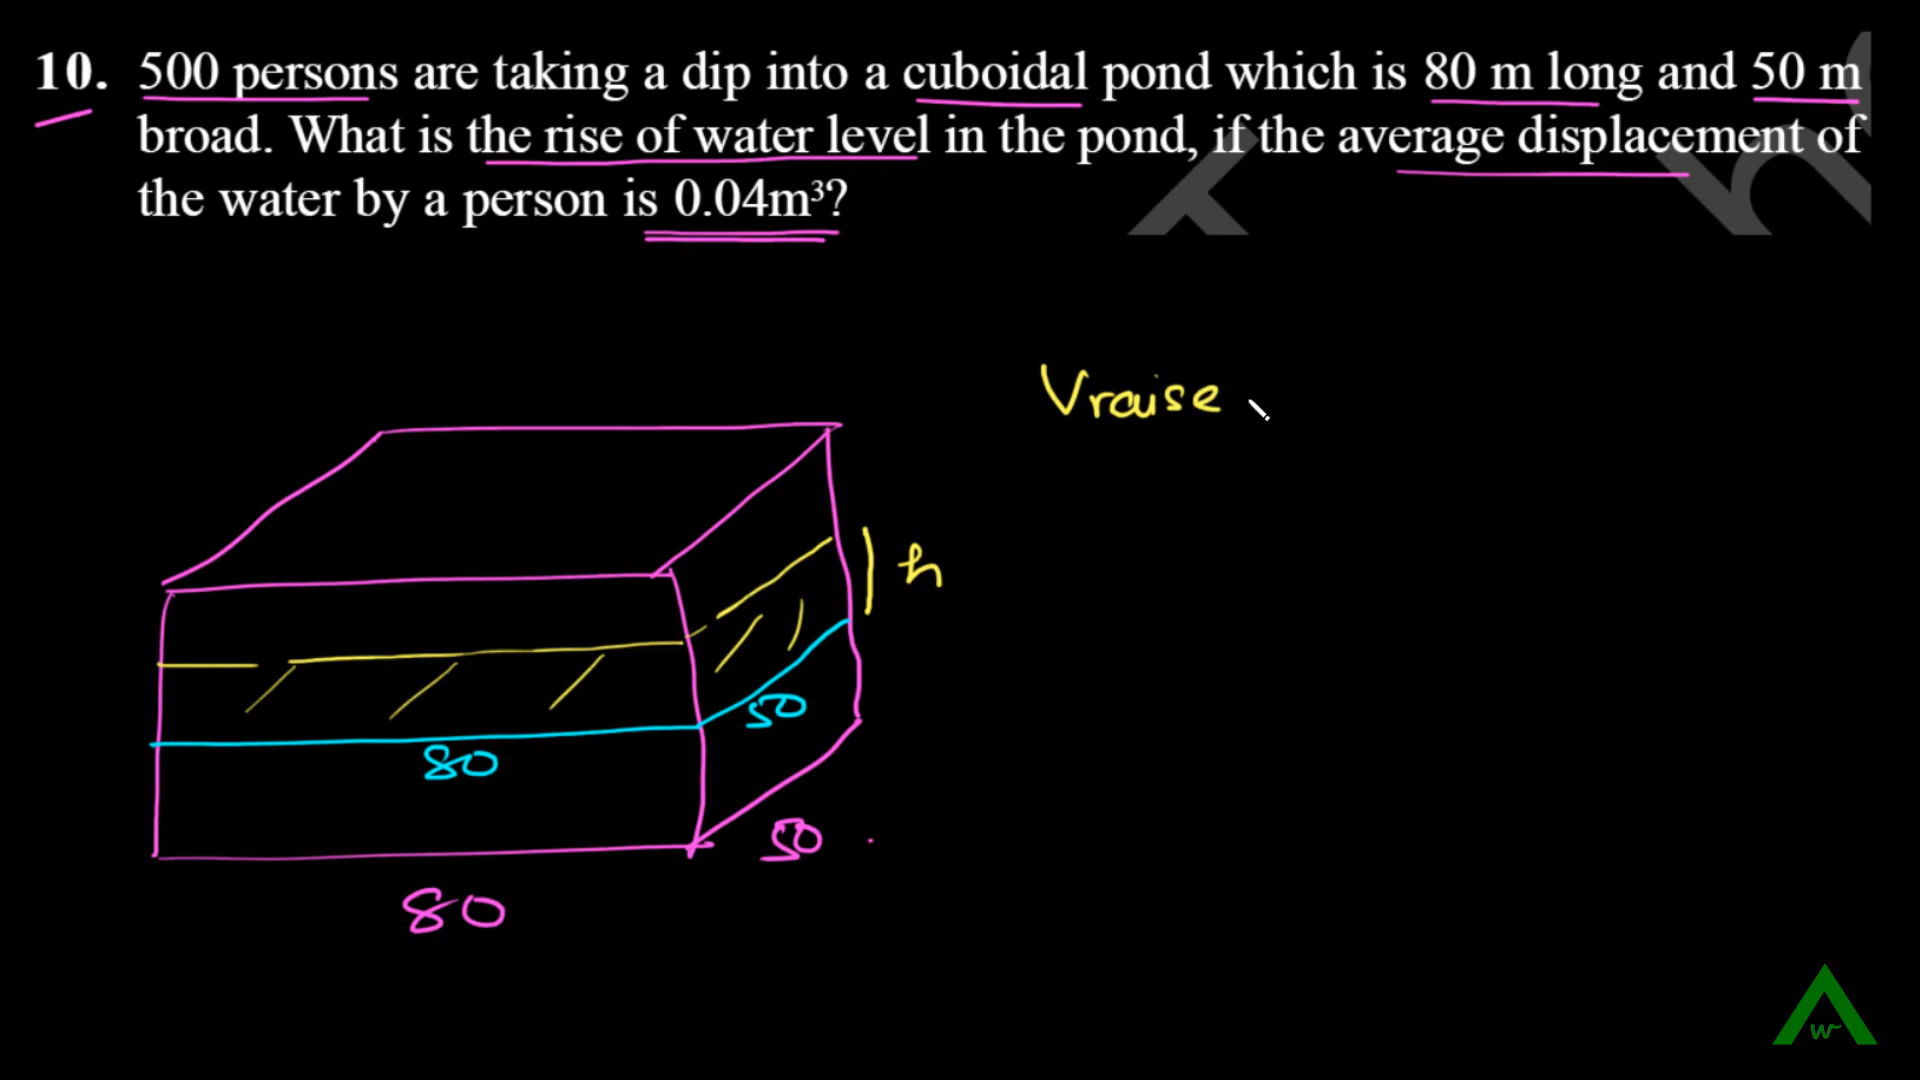 10. 500 persons are taking a dip into a cuboidal pond which is 80 m long and 50 m
broad. What is the rise of water level in the pond, if the average displacement of
the water by a person is 0.04m³?
Vraise
h
50
80
50
80
w